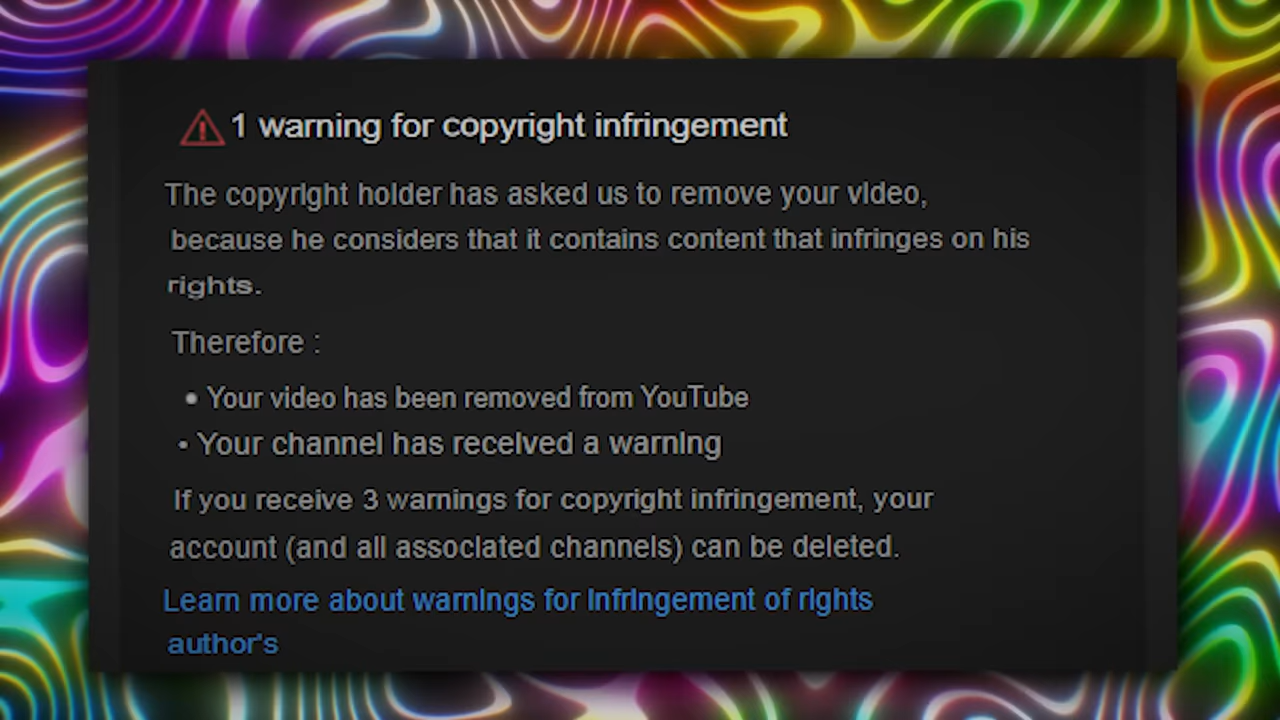 1 warning for copyright infringement
The copyright holder has asked us to remove your video,
because he considers that it contains content that infringes on his
rights.
Therefore :
• Your video has been removed from YouTube
• Your channel has received a warning
If you receive 3 warnings for copyright infringement, your
account (and all associated channels) can be deleted.
Learn more about warnings for infringement of rights
author's